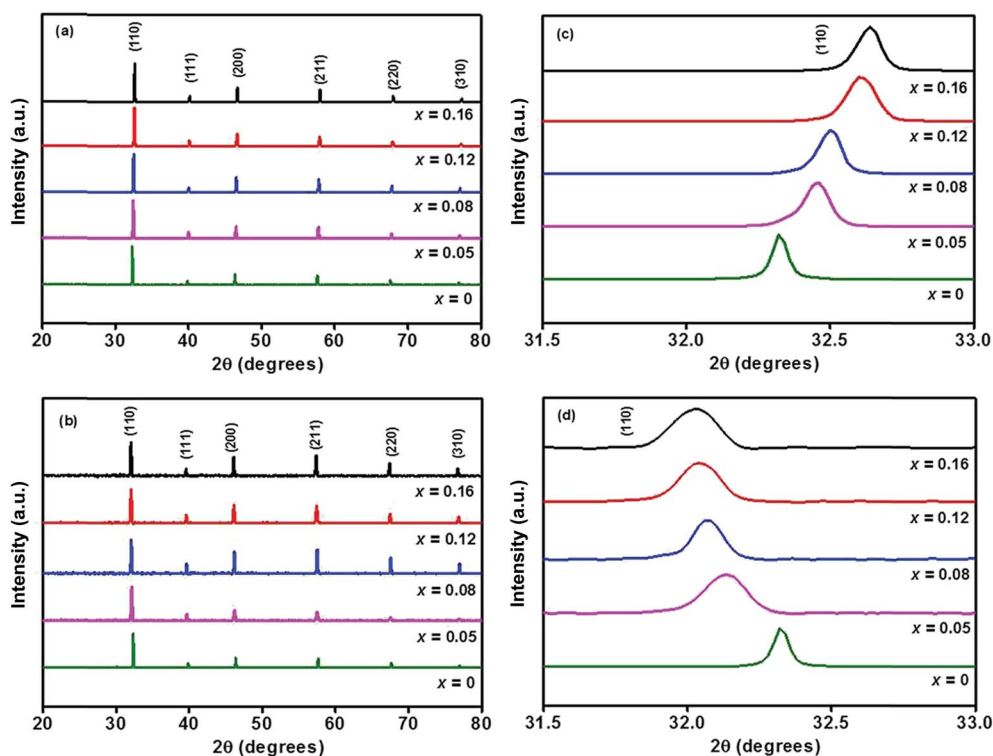 (a)
(110)
(111)
(200)
(211)
(220)
(310)
x = 0.16
x = 0.12
x = 0.08
x = 0.05
x = 0
Intensity (a.u.)
20 30 40 50 60 70 80
2θ (degrees)
(c)
(110)
x = 0.16
x = 0.12
x = 0.08
x = 0.05
x = 0
Intensity (a.u.)
31.5 32.0 32.5 33.0
2θ (degrees)
(b)
(110)
(111)
(200)
(211)
(220)
(310)
x = 0.16
x = 0.12
x = 0.08
x = 0.05
x = 0
Intensity (a.u.)
20 30 40 50 60 70 80
2θ (degrees)
(d)
(110)
x = 0.16
x = 0.12
x = 0.08
x = 0.05
x = 0
Intensity (a.u.)
31.5 32.0 32.5 33.0
2θ (degrees)